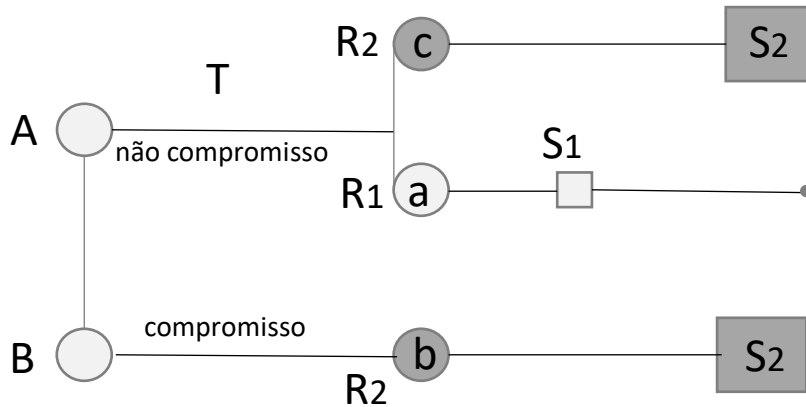 R2 c S2
T
A
não compromisso
S1
R1 a
compromisso
B b S2
R2